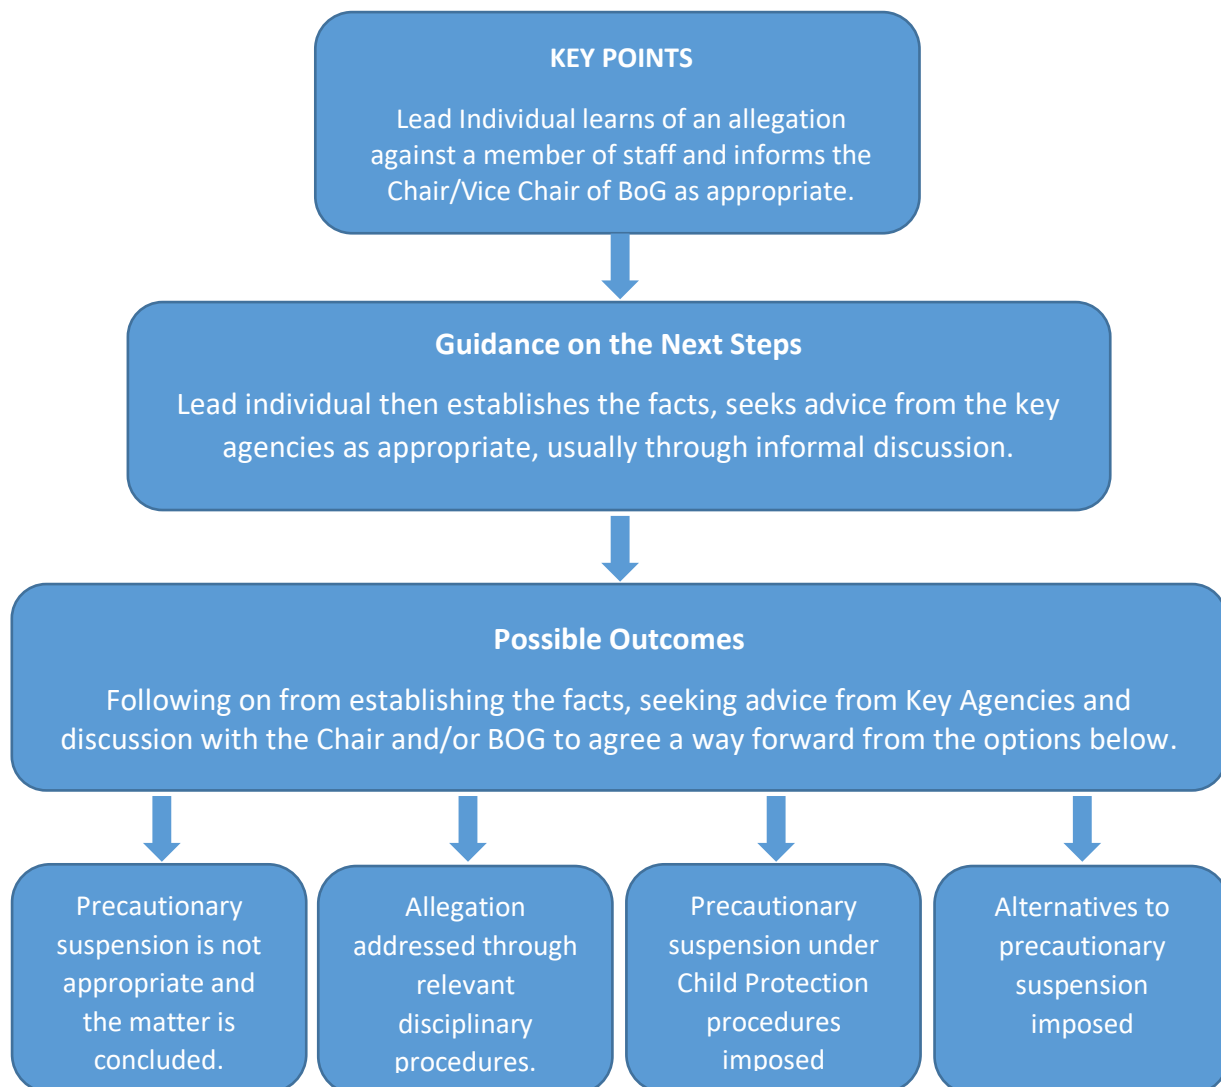 KEY POINTS
Lead Individual learns of an allegation
against a member of staff and informs the
Chair/Vice Chair of BoG as appropriate.
Guidance on the Next Steps
Lead individual then establishes the facts, seeks advice from the key
agencies as appropriate, usually through informal discussion.
Possible Outcomes
Following on from establishing the facts, seeking advice from Key Agencies and
discussion with the Chair and/or BOG to agree a way forward from the options below.
Precautionary
suspension is not
appropriate and
the matter is
concluded.
Allegation
addressed through
relevant
disciplinary
procedures.
Precautionary
suspension under
Child Protection
procedures
imposed
Alternatives to
precautionary
suspension
imposed